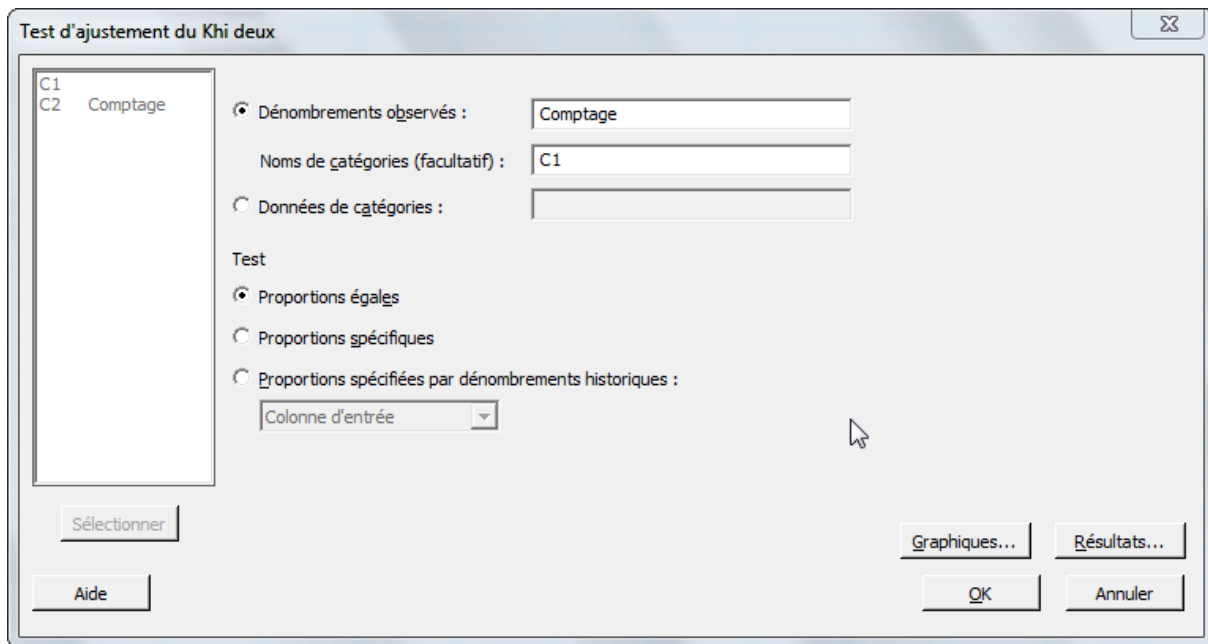 Test d'ajustement du Khi deux
C1
C2 Comptage
Dénombrements observés : Comptage
Noms de catégories (facultatif) : C1
Données de catégories :
Test
Proportions égales
Proportions spécifiques
Proportions spécifiées par dénombrements historiques :
Colonne d'entrée
Sélectionner
Graphiques... Résultats...
Aide OK Annuler